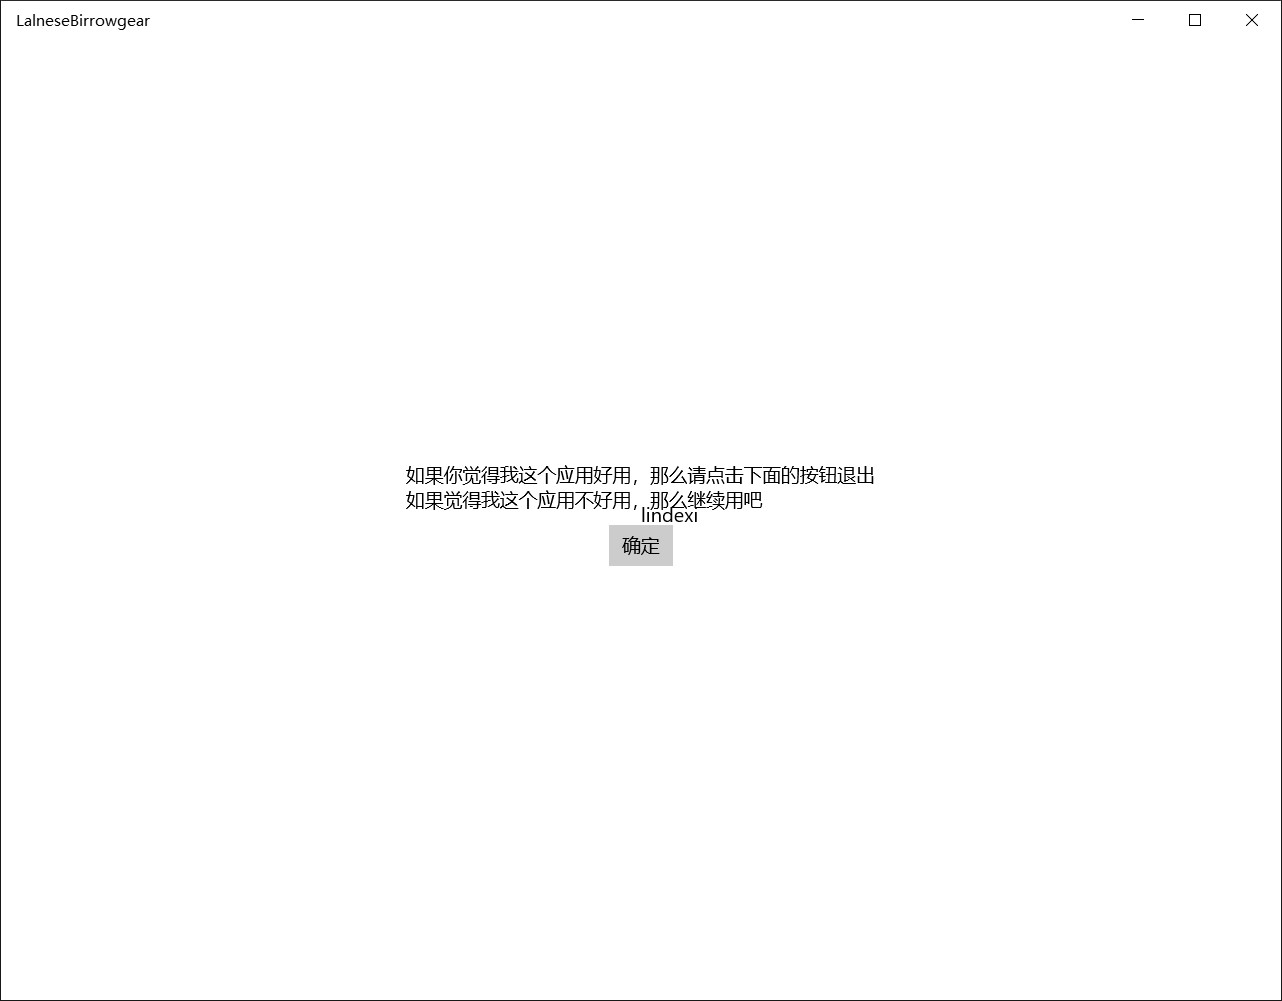 LalneseBirrowgear
如果你觉得我这个应用好用，那么请点击下面的按钮退出
如果觉得我这个应用不好用，那么继续用吧
lindexi
确定